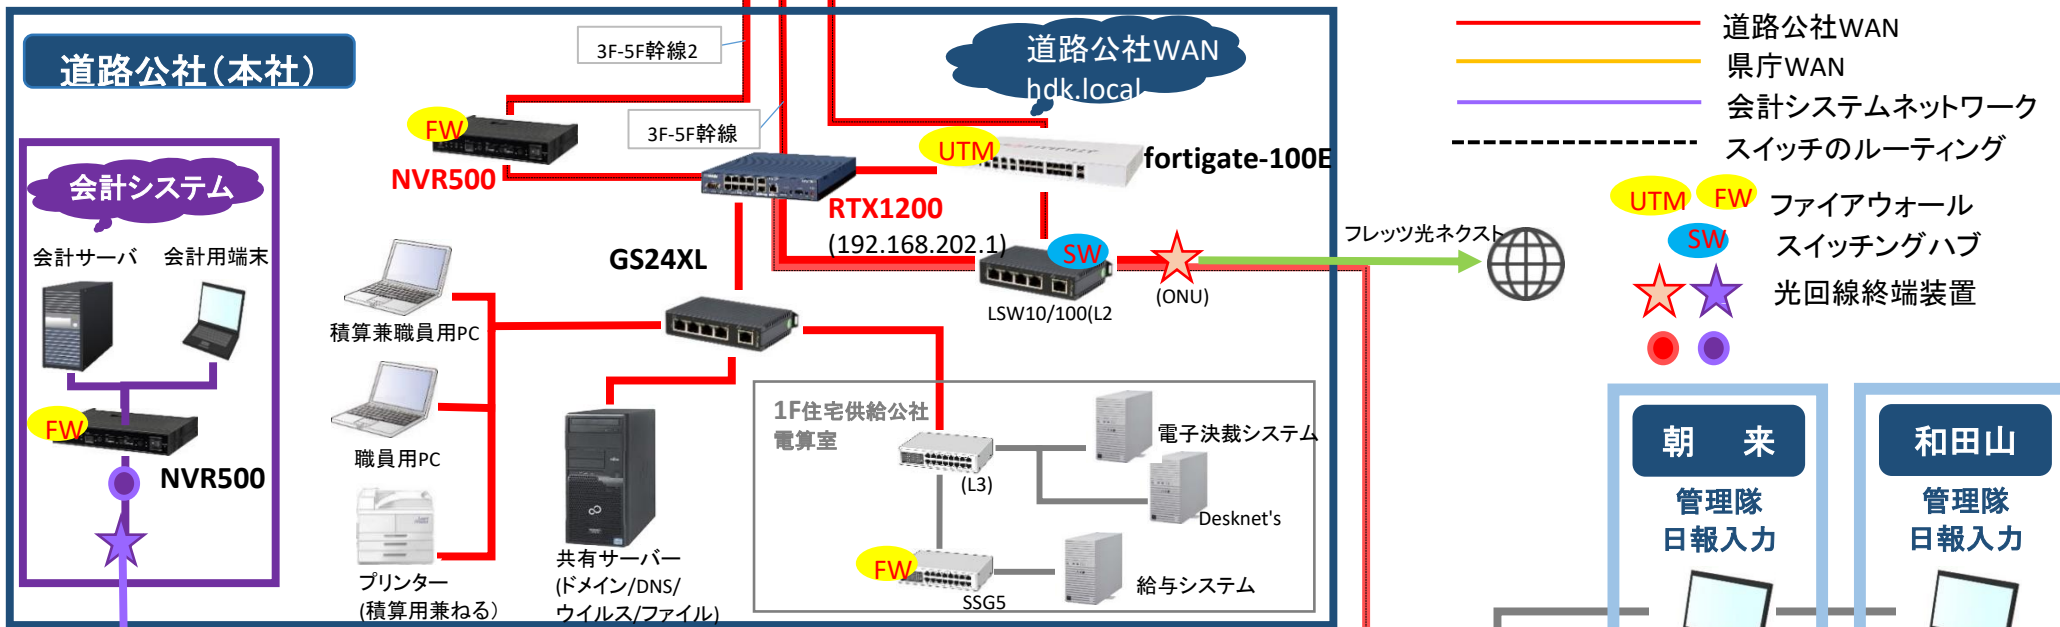 道路公社(本社)
3F-5F幹線2
3F-5F幹線
道路公社WAN
hdk.local
FW
NVR500
UTM
fortigate-100E
RTX1200
(192.168.202.1)
会計システム
会計サーバ
会計用端末
FW
NVR500
GS24XL
積算兼職員用PC
職員用PC
プリンター
(積算用兼ねる)
共有サーバー
(ドメイン/DNS/
ウイルス/ファイル)
SW
LSW10/100(L2
(ONU)
フレッツ光ネクスト
1F住宅供給公社
電算室
(L3)
電子決裁システム
Desknet's
FW
SSG5
給与システム
道路公社WAN
県庁WAN
会計システムネットワーク
スイッチのルーティング
UTM
FW
ファイアウォール
SW
スイッチングハブ
光回線終端装置
朝 来
管理隊
日報入力
和田山
管理隊
日報入力